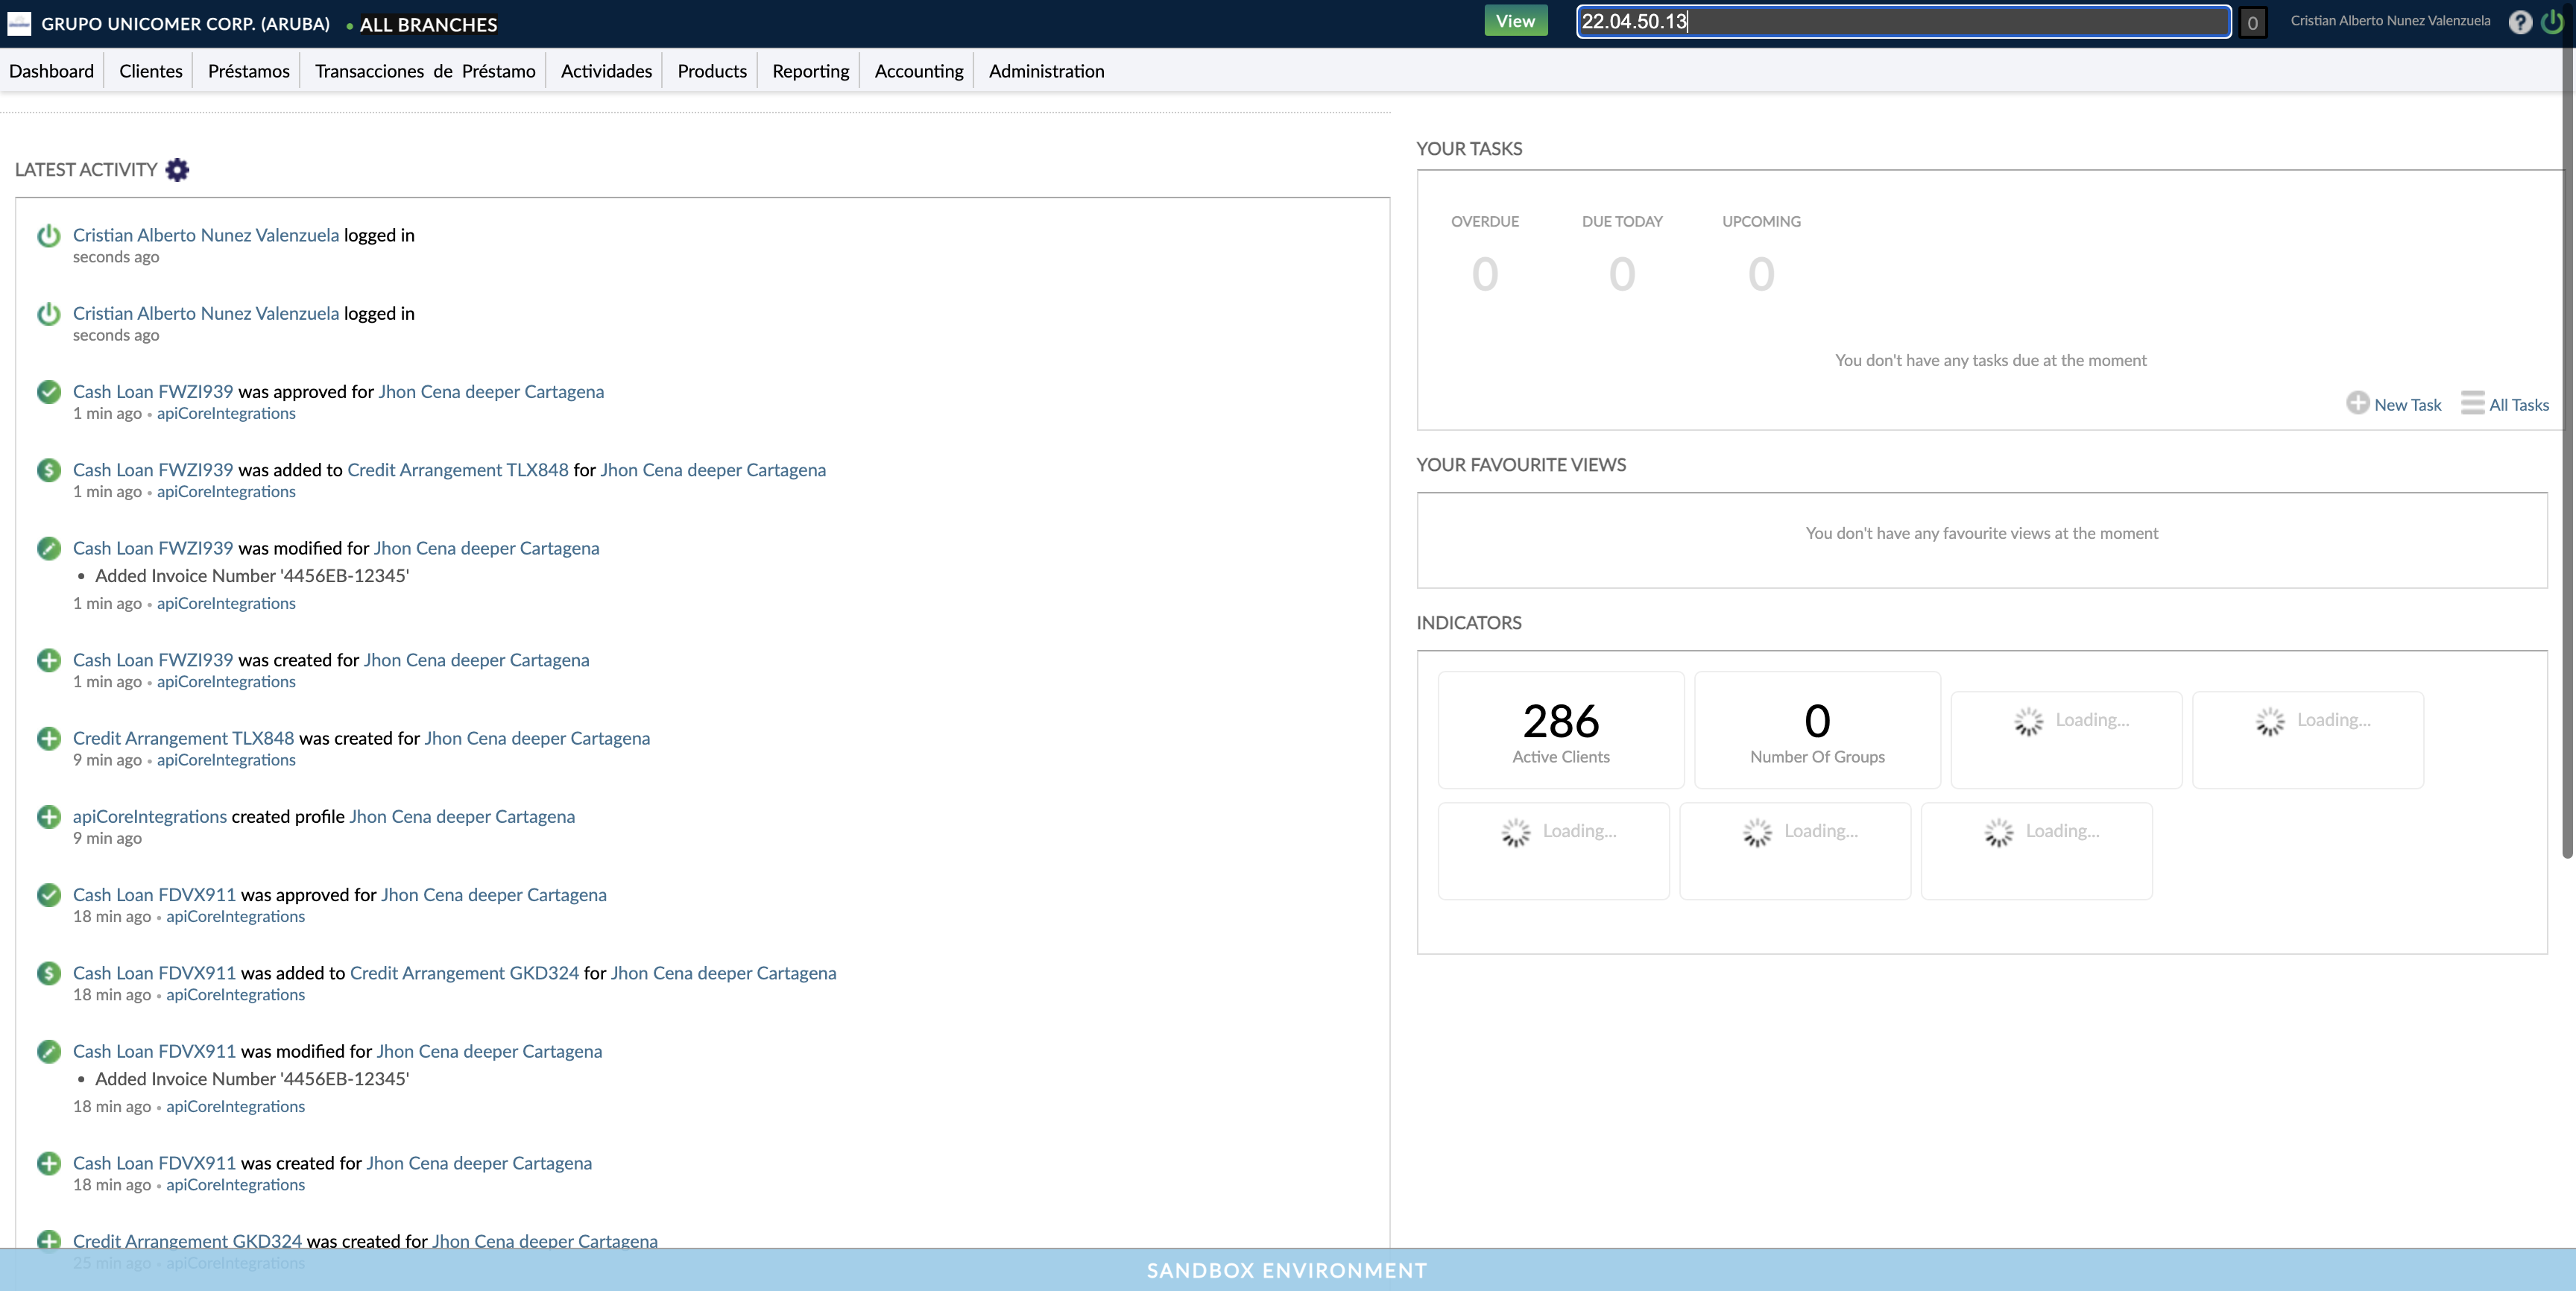 GRUPO UNICOMER CORP. (ARUBA) • ALL BRANCHES
View
22.04.50.13
0
Cristian Alberto Nunez Valenzuela
?
Dashboard Clientes Préstamos Transacciones de Préstamo Actividades Products Reporting Accounting Administration
LATEST ACTIVITY
Cristian Alberto Nunez Valenzuela logged in
seconds ago
Cristian Alberto Nunez Valenzuela logged in
seconds ago
Cash Loan FWZI939 was approved for Jhon Cena deeper Cartagena
1 min ago • apiCoreIntegrations
Cash Loan FWZI939 was added to Credit Arrangement TLX848 for Jhon Cena deeper Cartagena
1 min ago • apiCoreIntegrations
Cash Loan FWZI939 was modified for Jhon Cena deeper Cartagena
• Added Invoice Number '4456EB-12345'
1 min ago • apiCoreIntegrations
Cash Loan FWZI939 was created for Jhon Cena deeper Cartagena
1 min ago • apiCoreIntegrations
Credit Arrangement TLX848 was created for Jhon Cena deeper Cartagena
9 min ago • apiCoreIntegrations
apiCoreIntegrations created profile Jhon Cena deeper Cartagena
9 min ago
Cash Loan FDVX911 was approved for Jhon Cena deeper Cartagena
18 min ago • apiCoreIntegrations
Cash Loan FDVX911 was added to Credit Arrangement GKD324 for Jhon Cena deeper Cartagena
18 min ago • apiCoreIntegrations
Cash Loan FDVX911 was modified for Jhon Cena deeper Cartagena
• Added Invoice Number '4456EB-12345'
18 min ago • apiCoreIntegrations
Cash Loan FDVX911 was created for Jhon Cena deeper Cartagena
18 min ago • apiCoreIntegrations
Credit Arrangement GKD324 was created for Jhon Cena deeper Cartagena
25 min ago • apiCoreIntegrations
YOUR TASKS
OVERDUE DUE TODAY UPCOMING
0 0 0
You don't have any tasks due at the moment
New Task All Tasks
YOUR FAVOURITE VIEWS
You don't have any favourite views at the moment
INDICATORS
286
Active Clients
0
Number Of Groups
Loading...
Loading...
Loading...
Loading...
Loading...
SANDBOX ENVIRONMENT